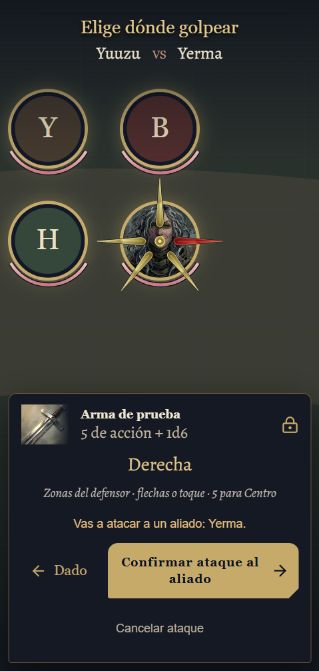 Elige dónde golpear
Yuuzu vs Yerma
Y B
H
Arma de prueba
5 de acción + 1d6
Derecha
Zonas del defensor · flechas o toque · 5 para Centro
Vas a atacar a un aliado: Yerma.
← Dado
Confirmar ataque al
aliado →
Cancelar ataque